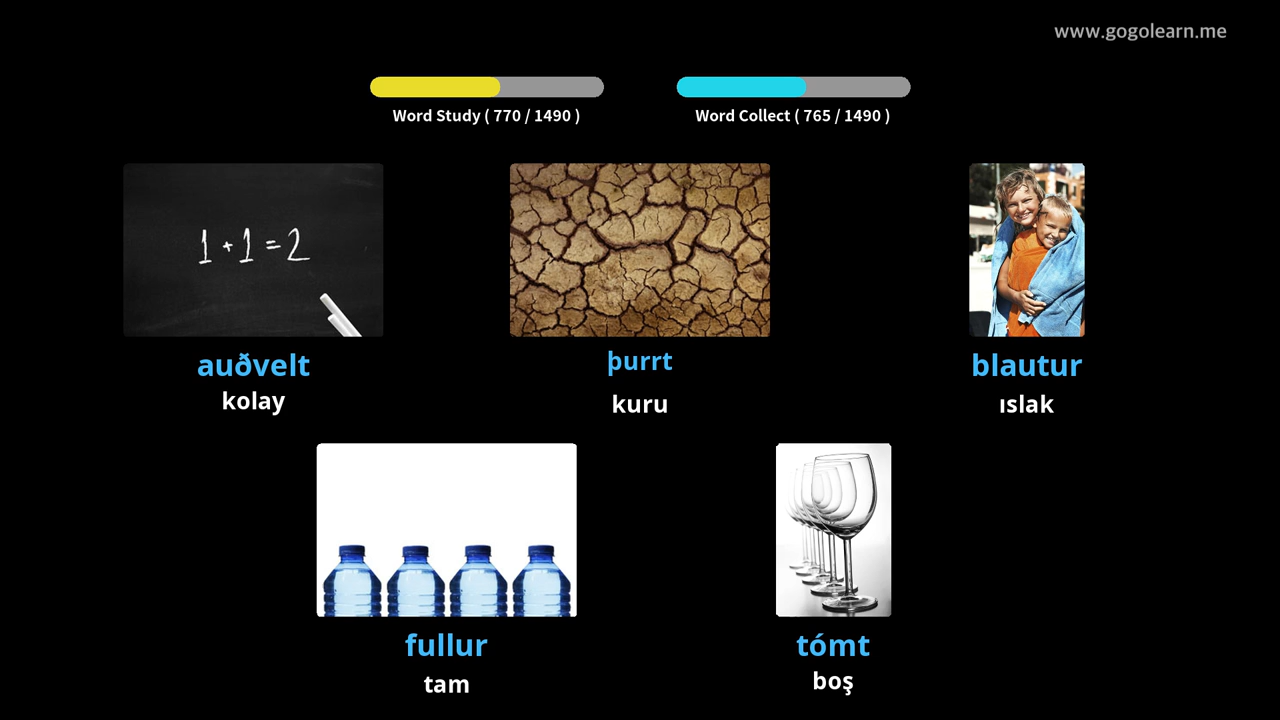 www.gogolearn.me
Word Study ( 770 / 1490 )
Word Collect ( 765 / 1490 )
1 + 1 = 2
auðvelt
kolay
þurrt
kuru
blautur
ıslak
fullur
tam
tómt
boş